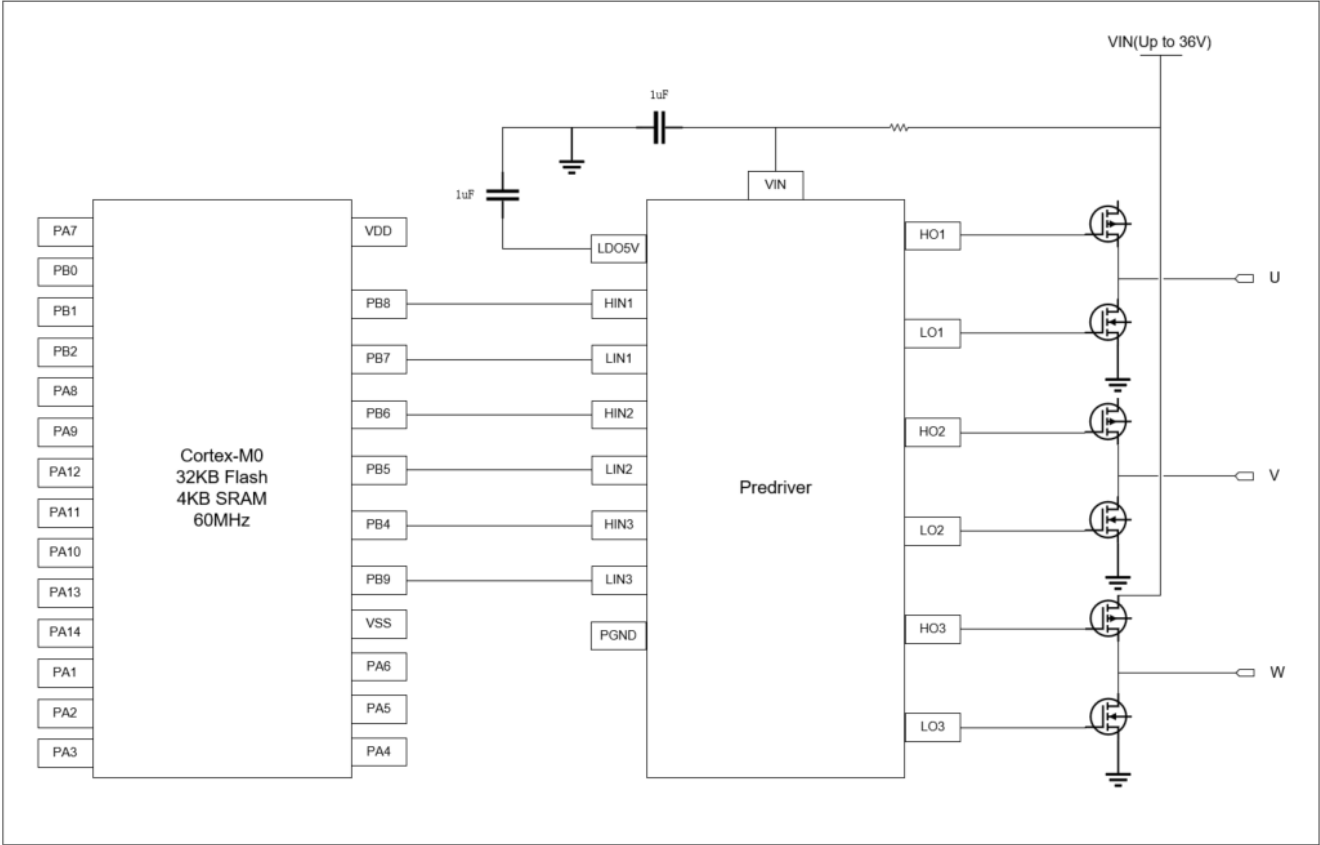 VIN(Up to 36V)
1uF
1uF
VIN
PA7
PB0
PB1
PB2
PA8
PA9
PA12
PA11
PA10
PA13
PA14
PA1
PA2
PA3
Cortex-M0
32KB Flash
4KB SRAM
60MHz
VDD
PB8
PB7
PB6
PB5
PB4
PB9
VSS
PA6
PA5
PA4
LDO5V
HIN1
LIN1
HIN2
LIN2
HIN3
LIN3
PGND
Predriver
HO1
LO1
HO2
LO2
HO3
LO3
U
V
W